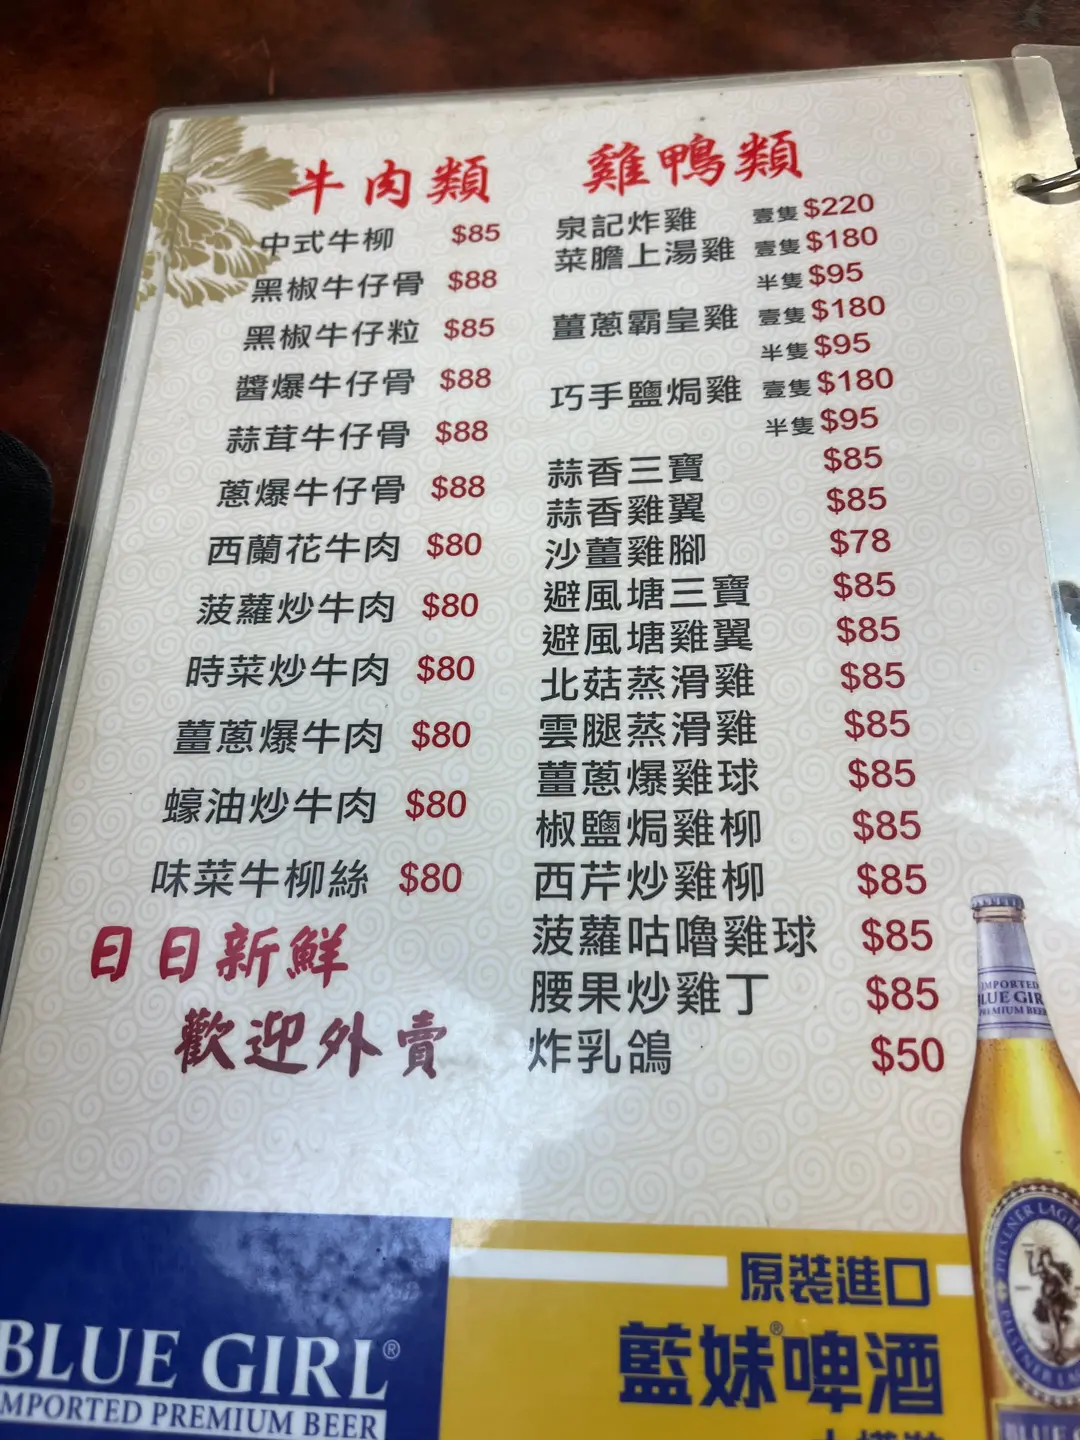 牛肉類
中式牛柳 $85
黑椒牛仔骨 $88
黑椒牛仔粒 $85
醬爆牛仔骨 $88
蒜茸牛仔骨 $88
蔥爆牛仔骨 $88
西蘭花牛肉 $80
菠蘿炒牛肉 $80
時菜炒牛肉 $80
薑蔥爆牛肉 $80
蠔油炒牛肉 $80
味菜牛柳絲 $80
日日新鮮
歡迎外賣
雞鴨類
泉記炸雞 壹隻 $220
菜膽上湯雞 壹隻 $180
半隻 $95
薑蔥霸皇雞 壹隻 $180
半隻 $95
巧手鹽焗雞 壹隻 $180
半隻 $95
蒜香三寶 $85
蒜香雞翼 $85
沙薑雞腳 $78
避風塘三寶 $85
避風塘雞翼 $85
北菇蒸滑雞 $85
雲腿蒸滑雞 $85
薑蔥爆雞球 $85
椒鹽焗雞柳 $85
西芹炒雞柳 $85
菠蘿咕嚕雞球 $85
腰果炒雞丁 $85
炸乳鴿 $50
BLUE GIRL®
IMPORTED PREMIUM BEER
原裝進口
藍妹®啤酒
IMPORTED
BLUE GIRL
PREMIUM BEER
PILSENER LAGER
BLUE G